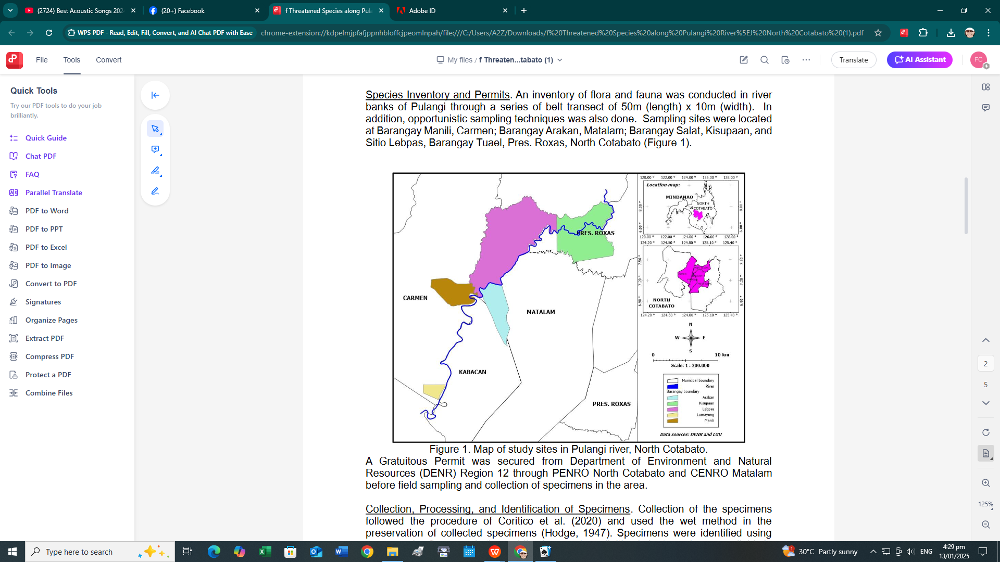 (2724) Best Acoustic Songs 202
(20+) Facebook
f Threatened Species along Pula
Adobe ID
WPS PDF - Read, Edit, Fill, Convert, and AI Chat PDF with Ease
chrome-extension://kdpelmjpfafjppnhbloffcjpeomlnpah/file:///C:/Users/A2Z/Downloads/f%20Threatened%20Species%20along%20Pulangi%20River%5EJ%20North%20Cotabato%20(1).pdf
File
Tools
Convert
My files / f Threaten...tabato (1)
Translate
AI Assistant
FC
Quick Tools
Try our PDF tools to do your job
brilliantly.
Quick Guide
Chat PDF
FAQ
Parallel Translate
PDF to Word
PDF to PPT
PDF to Excel
PDF to Image
Convert to PDF
Signatures
Organize Pages
Extract PDF
Compress PDF
Protect a PDF
Combine Files
Species Inventory and Permits. An inventory of flora and fauna was conducted in river
banks of Pulangi through a series of belt transect of 50m (length) x 10m (width). In
addition, opportunistic sampling techniques was also done. Sampling sites were located
at Barangay Manili, Carmen; Barangay Arakan, Matalam; Barangay Salat, Kisupaan, and
Sitio Lebpas, Barangay Tuael, Pres. Roxas, North Cotabato (Figure 1).
PRES. ROXAS
CARMEN
MATALAM
KABACAN
PRES. ROXAS
120.00 ° 122.00 ° 124.00 ° 126.00 ° 128.00 °
Location map:
MINDANAO
NORTH
COTABATO
8.00 °
6.00 °
8.00 °
6.00 °
120.00 ° 122.00 ° 124.00 ° 126.00 ° 128.00 °
124.20 ° 124.50 ° 124.80 ° 125.10 ° 125.40 °
7.50 °
7.20 °
6.90 °
7.50 °
7.20 °
6.90 °
NORTH
COTABATO
124.20 ° 124.50 ° 124.80 ° 125.10 ° 125.40 °
N
W E
S
0 10 km
Scale: 1 : 200.000
Municipal boundary
River
Barangay boundary
Arakan
Kisupaan
Lebpas
Lumayong
Manili
Data sources: DENR and LGU
Figure 1. Map of study sites in Pulangi river, North Cotabato.
A Gratuitous Permit was secured from Department of Environment and Natural
Resources (DENR) Region 12 through PENRO North Cotabato and CENRO Matalam
before field sampling and collection of specimens in the area.
Collection, Processing, and Identification of Specimens. Collection of the specimens
followed the procedure of Coritico et al. (2020) and used the wet method in the
preservation of collected specimens (Hodge, 1947). Specimens were identified using
2
5
125%
Type here to search
1
30°C Partly sunny
ENG
4:29 pm
13/01/2025